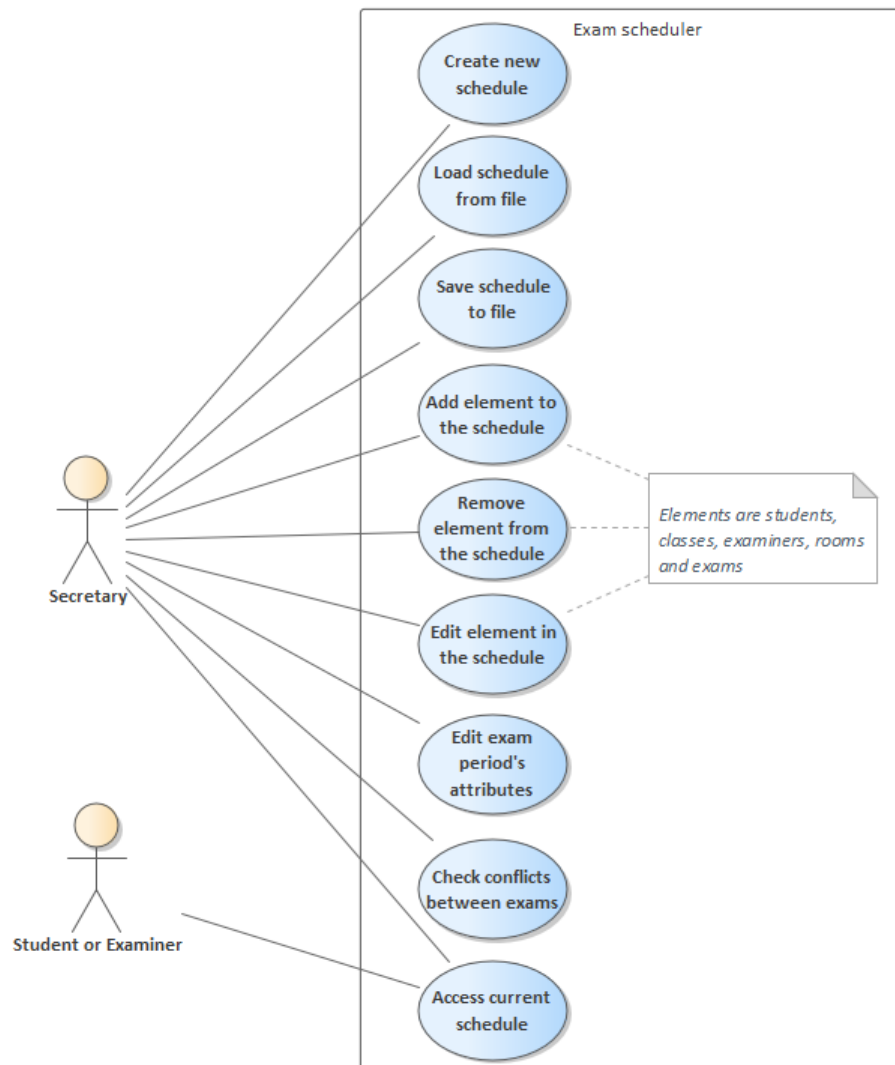 Exam scheduler
Create new
schedule
Load schedule
from file
Save schedule
to file
Add element to
the schedule
Remove
element from
the schedule
Elements are students,
classes, examiners, rooms
and exams
Secretary
Edit element in
the schedule
Edit exam
period's
attributes
Check conflicts
between exams
Student or Examiner
Access current
schedule